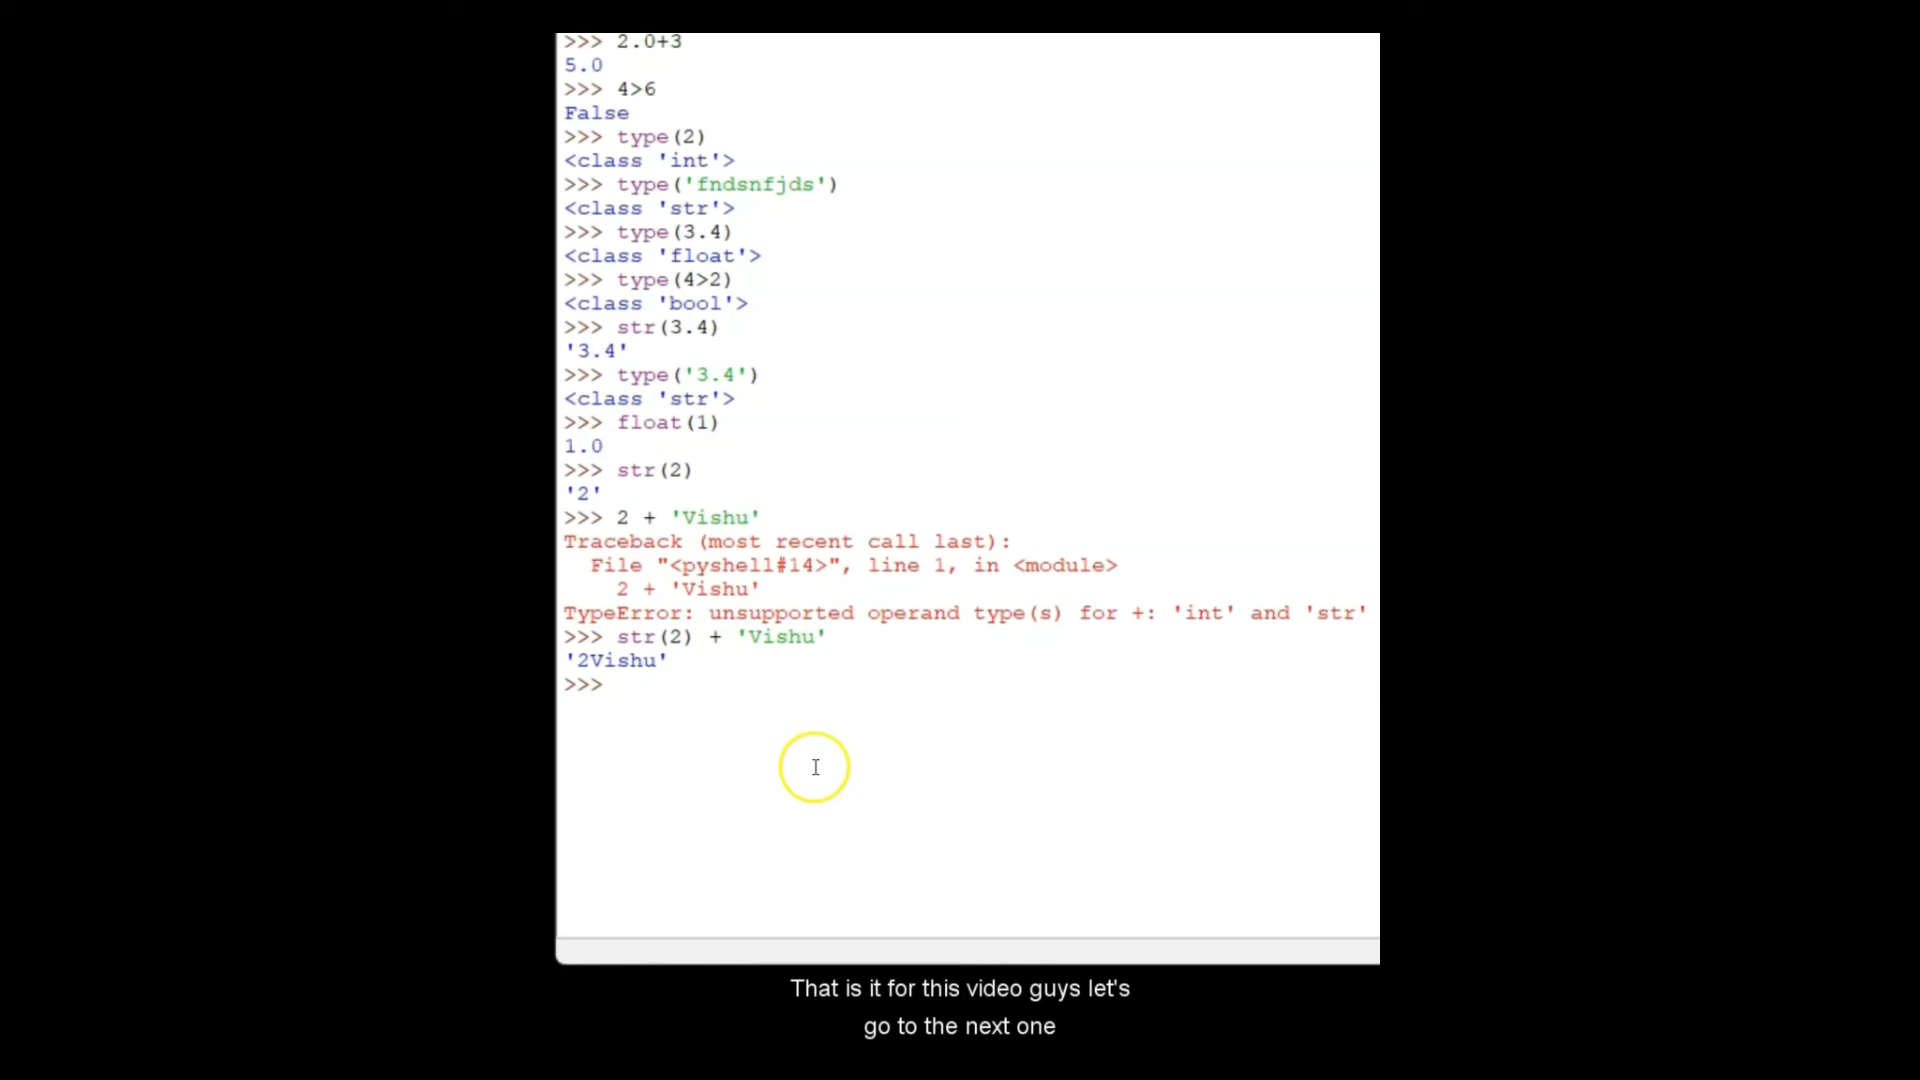 >>> 2.0+3
5.0
>>> 4>6
False
>>> type(2)
<class 'int'>
>>> type('fndsnfjds')
<class 'str'>
>>> type(3.4)
<class 'float'>
>>> type(4>2)
<class 'bool'>
>>> str(3.4)
'3.4'
>>> type('3.4')
<class 'str'>
>>> float(1)
1.0
>>> str(2)
'2'
>>> 2 + 'Vishu'
Traceback (most recent call last):
  File "<pyshell#14>", line 1, in <module>
    2 + 'Vishu'
TypeError: unsupported operand type(s) for +: 'int' and 'str'
>>> str(2) + 'Vishu'
'2Vishu'
>>>
That is it for this video guys let's
go to the next one